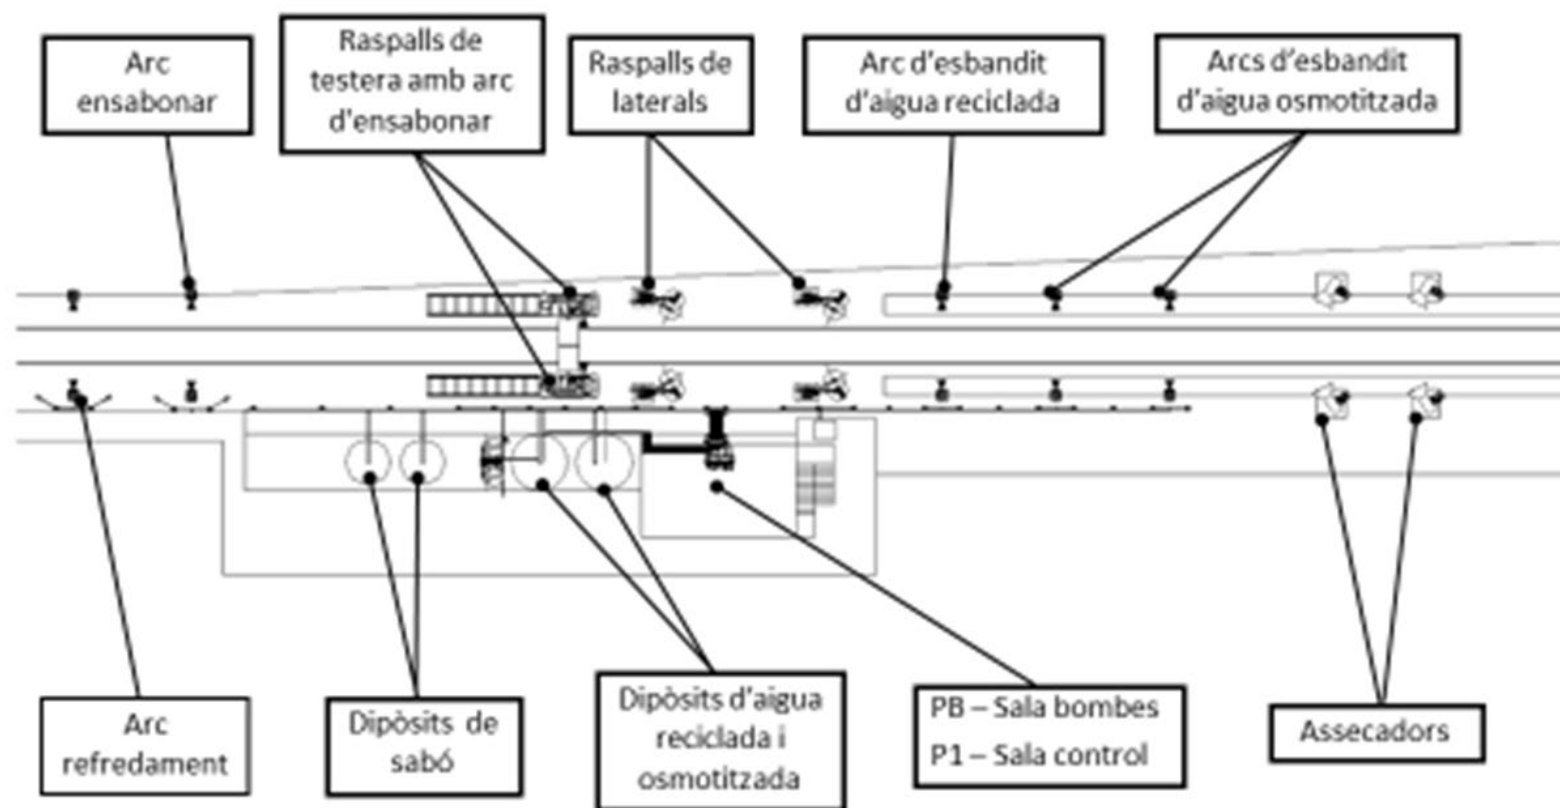 Arc
ensabonar
Raspalls de
testera amb arc
d'ensabonar
Raspalls de
laterals
Arc d'esbandit
d'aigua reciclada
Arcs d'esbandit
d'aigua osmotitzada
Arc
refredament
Dipòsits de
sabó
Dipòsits d'aigua
reciclada i
osmotitzada
PB – Sala bombes
P1 – Sala control
Assecadors